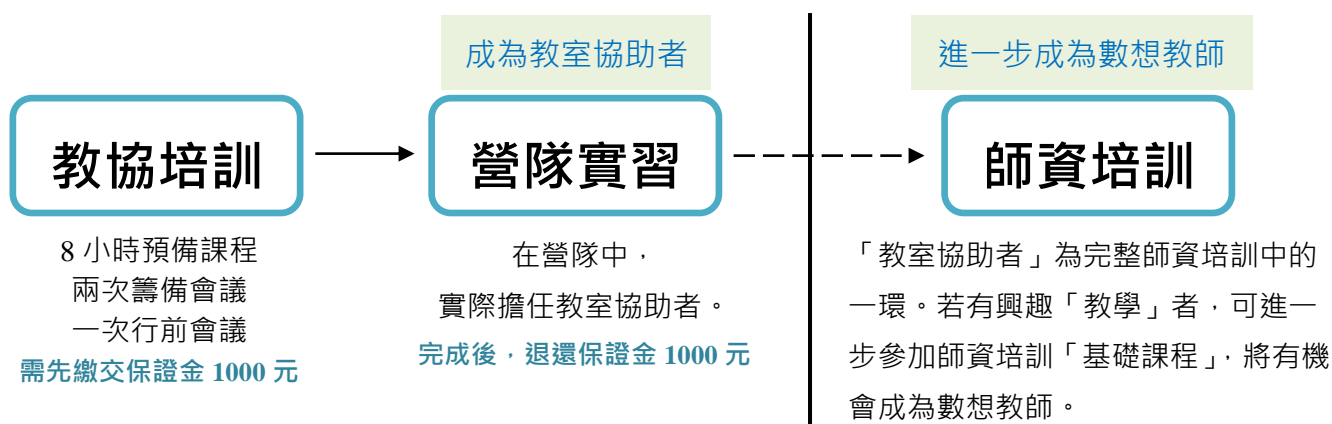 成為教室協助者
進一步成為數想教師
教協培訓
營隊實習
師資培訓
8 小時預備課程
兩次籌備會議
一次行前會議
需先繳交保證金 1000 元
在營隊中，
實際擔任教室協助者。
完成後，退還保證金 1000 元
「教室協助者」為完整師資培訓中的
一環。若有興趣「教學」者，可進一
步參加師資培訓「基礎課程」，將有機
會成為數想教師。